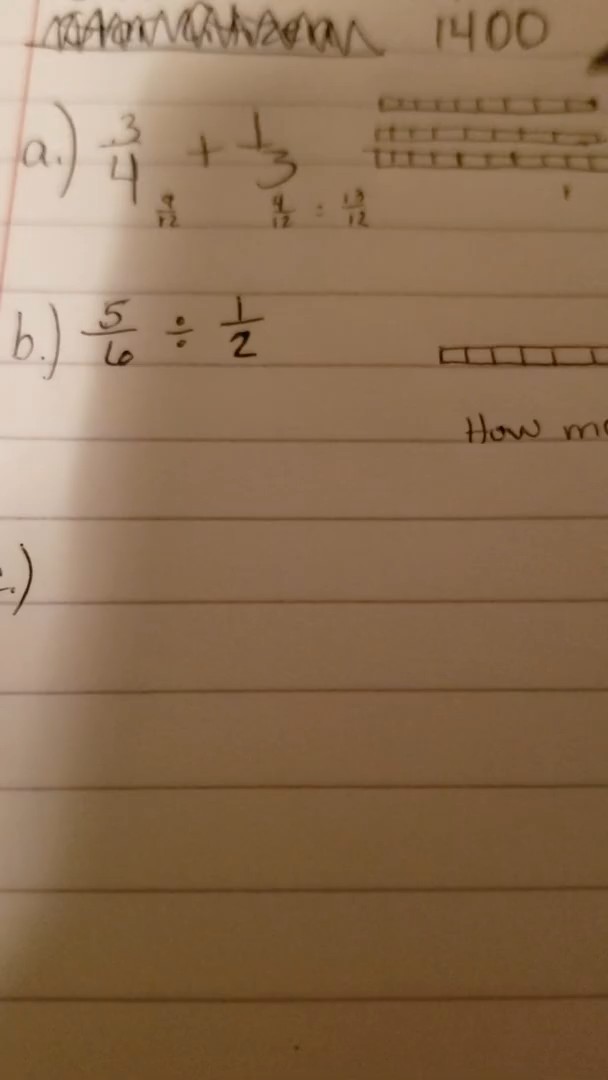 1400
a.) 3/4 + 1/3
9/12 4/12 = 13/12
b.) 5/6 ÷ 1/2
How
.)